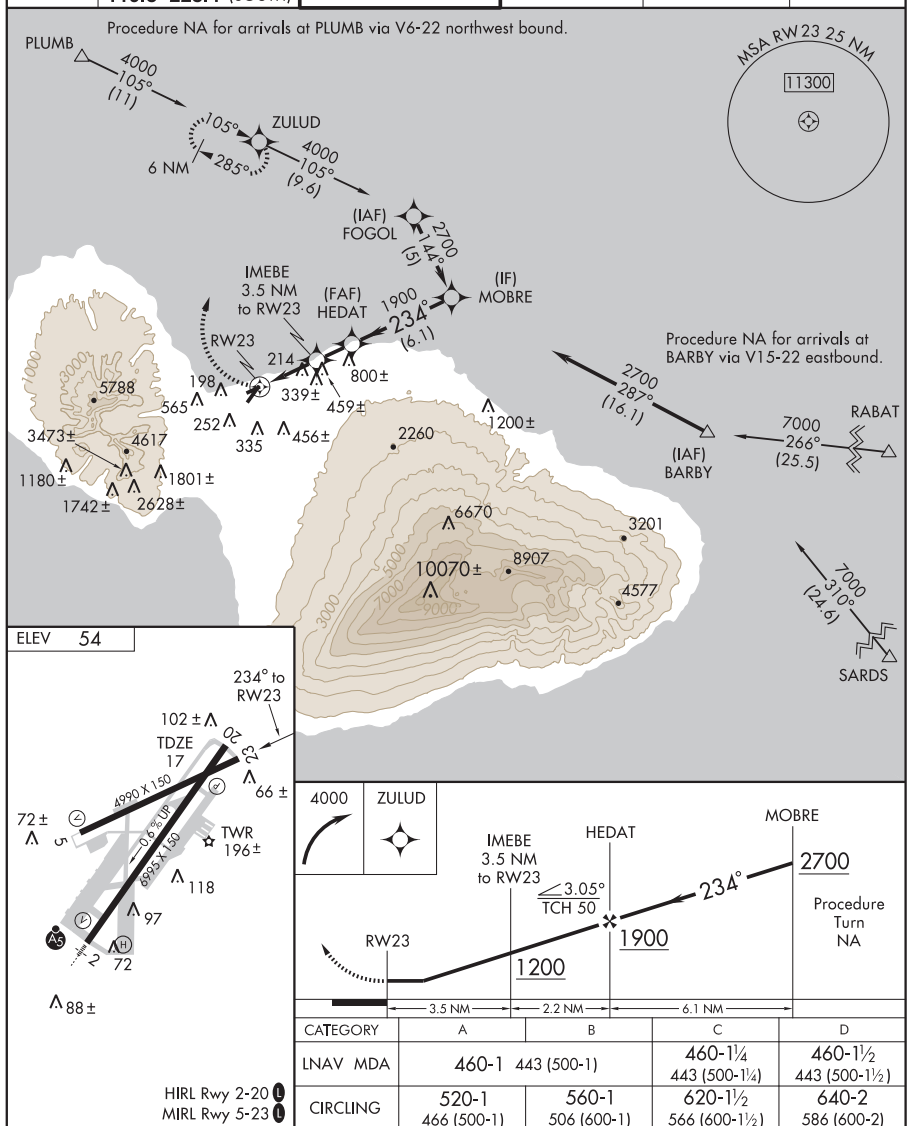 Procedure NA for arrivals at PLUMB via V6-22 northwest bound.
PLUMB
4000
105°
(11)
MSA RW23 25 NM
11300
105°
ZULUD
285°
6 NM
4000
105°
(9.6)
(IAF)
FOGOL
2700
144°
(5)
(IF)
MOBRE
IMEBE
3.5 NM
to RW23
(FAF)
HEDAT
1900
234°
(6.1)
RW23
Procedure NA for arrivals at
BARBY via V15-22 eastbound.
2700
287°
(16.1)
(IAF)
BARBY
7000
266°
(25.5)
RABAT
7000
310°
(24.6)
SARDS
214
800±
198
339±
459±
565
252
335
456±
1200±
5788
3473±
4617
1180±
1801±
1742±
2628±
2260
6670
3201
10070±
8907
4577
3000
5000
7000
9000
ELEV 54
234° to
RW23
102±
TDZE
17
20
23
66±
4990 X 150
P
72±
5
V
0.6% UP
6995 X 150
TWR
196±
118
97
V
A5
H
2
72
88±
HIRL Rwy 2-20 L
MIRL Rwy 5-23 L
4000
ZULUD
IMEBE
3.5 NM
to RW23
HEDAT
MOBRE
3.05°
TCH 50
234°
2700
Procedure
Turn
NA
RW23
1200
1900
3.5 NM
2.2 NM
6.1 NM
CATEGORY A B C D
LNAV MDA 460-1 443 (500-1) 460-1¼ 443 (500-1¼) 460-1½ 443 (500-1½)
CIRCLING 520-1 466 (500-1) 560-1 506 (600-1) 620-1½ 566 (600-1½) 640-2 586 (600-2)